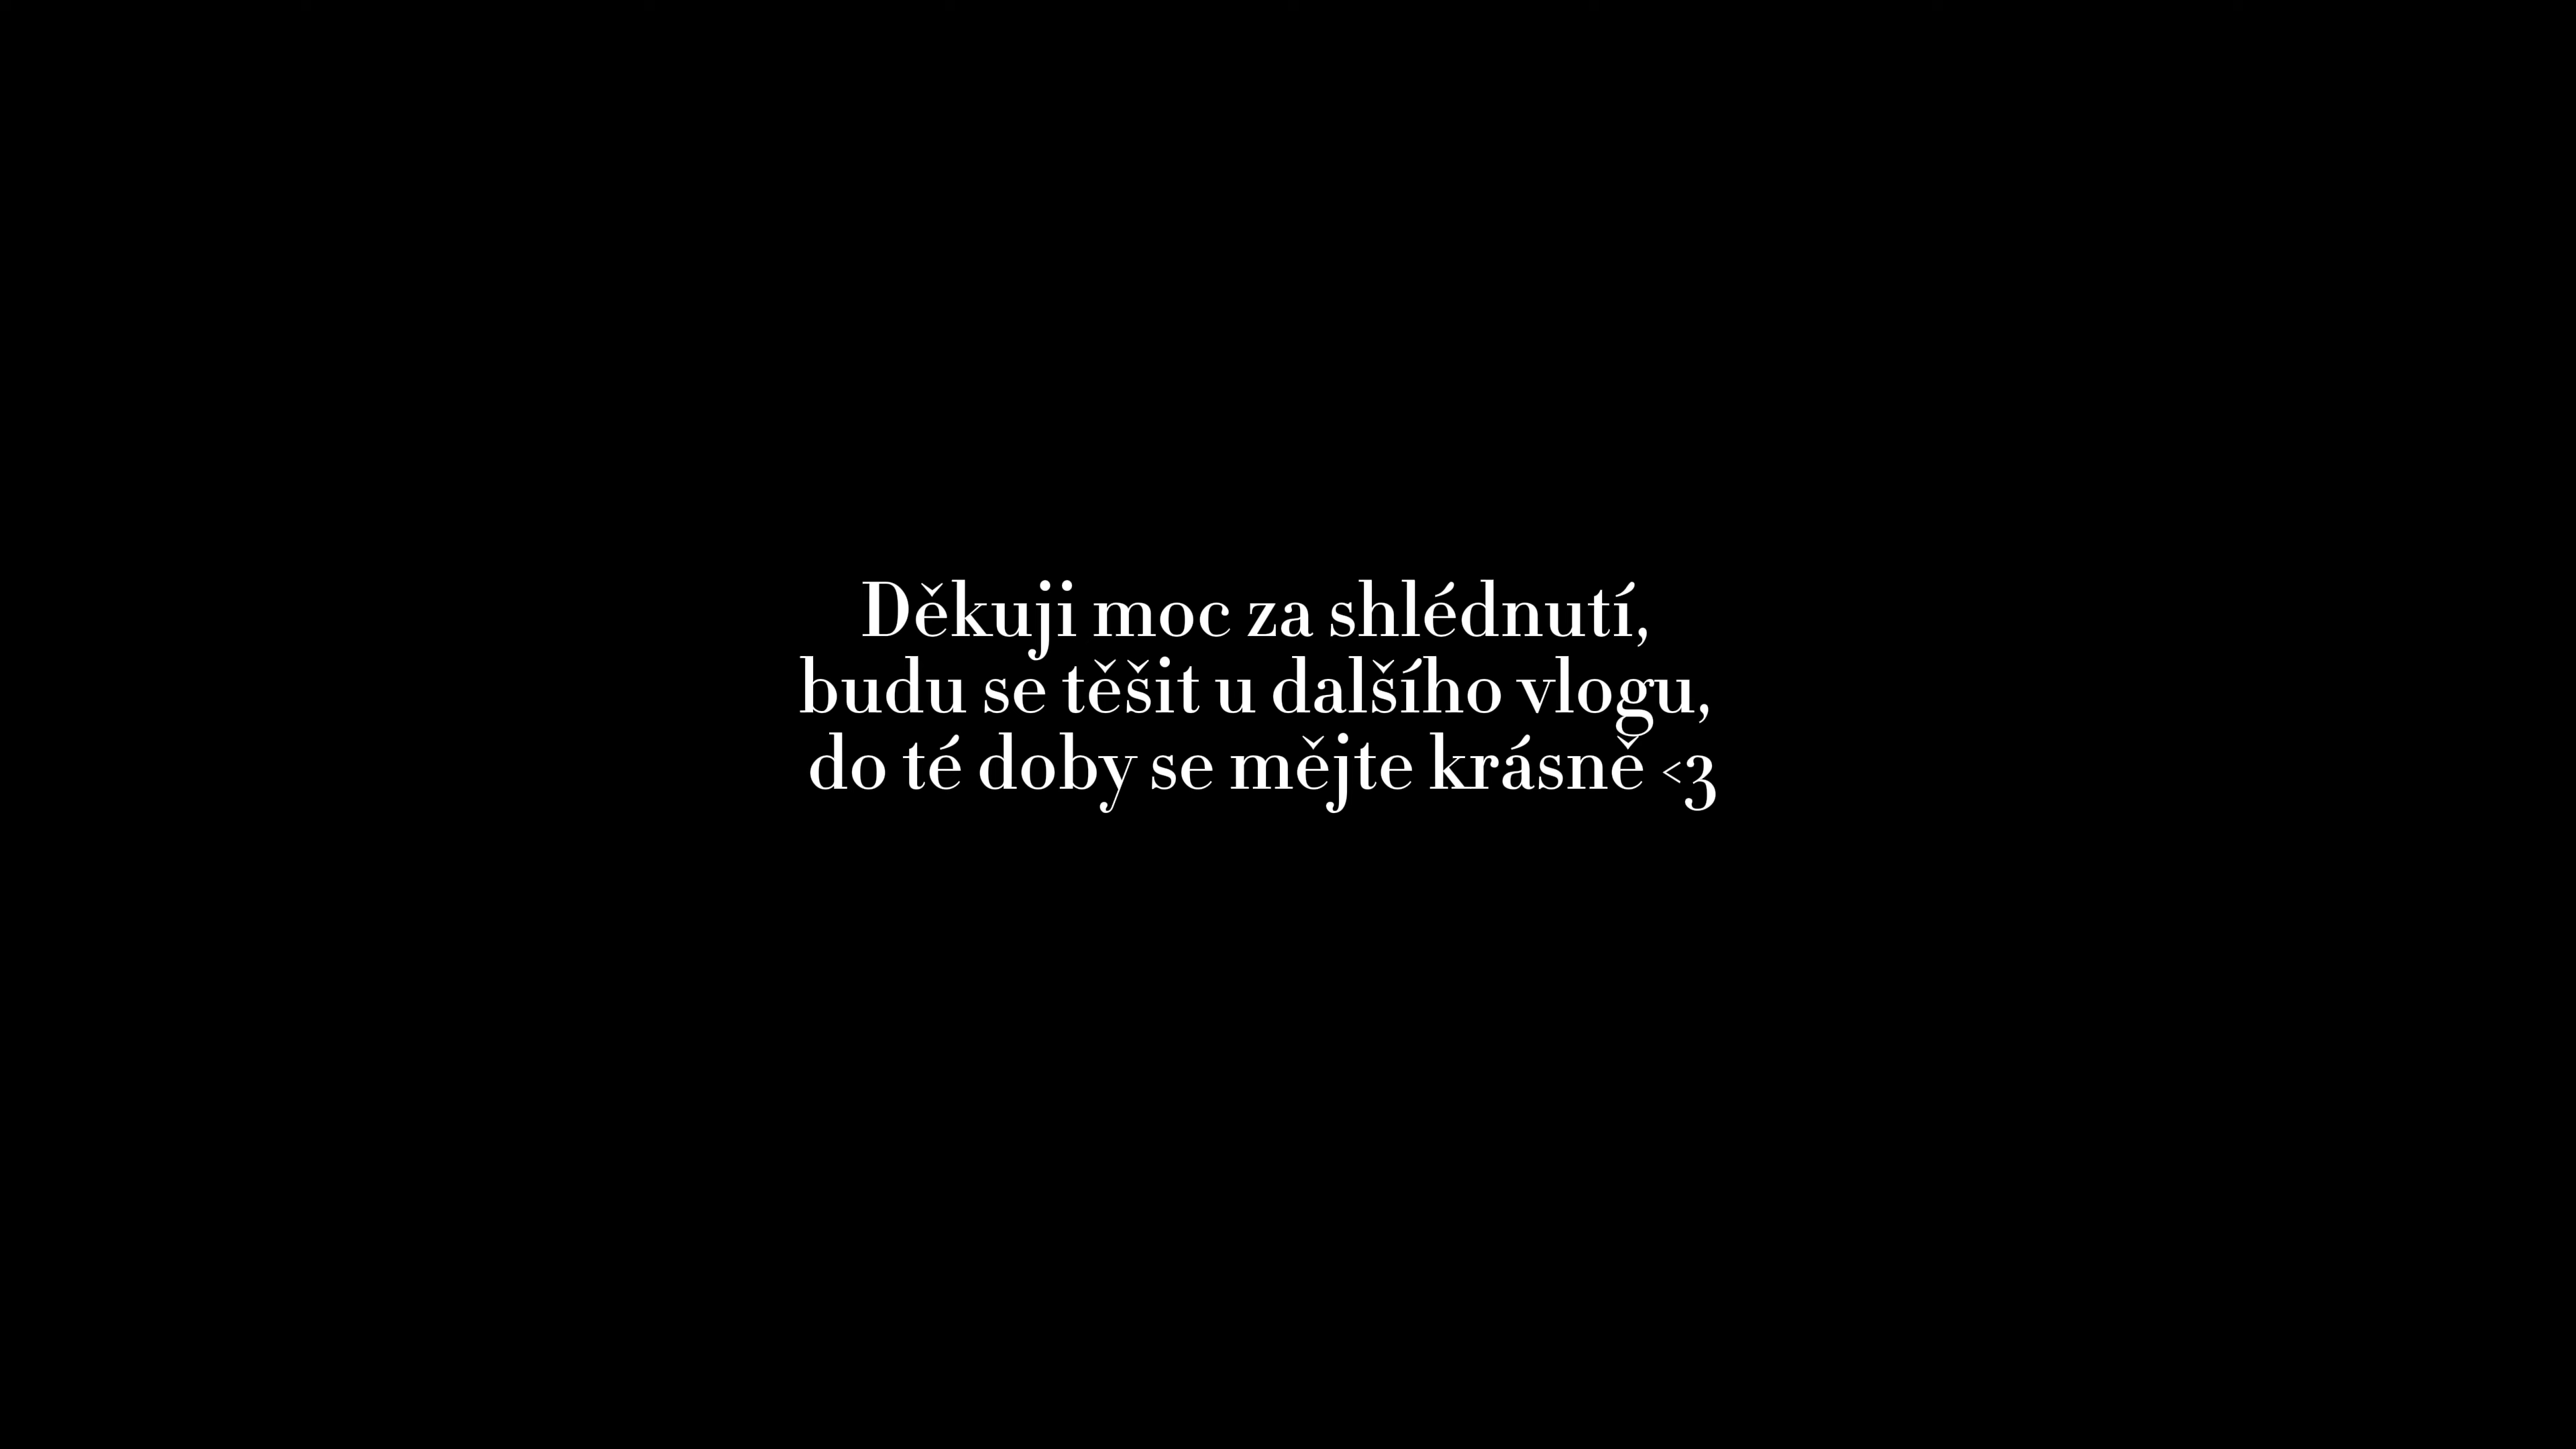 Děkuji moc za shlédnutí,
budu se těšit u dalšího vlogu,
do té doby se mějte krásně <3